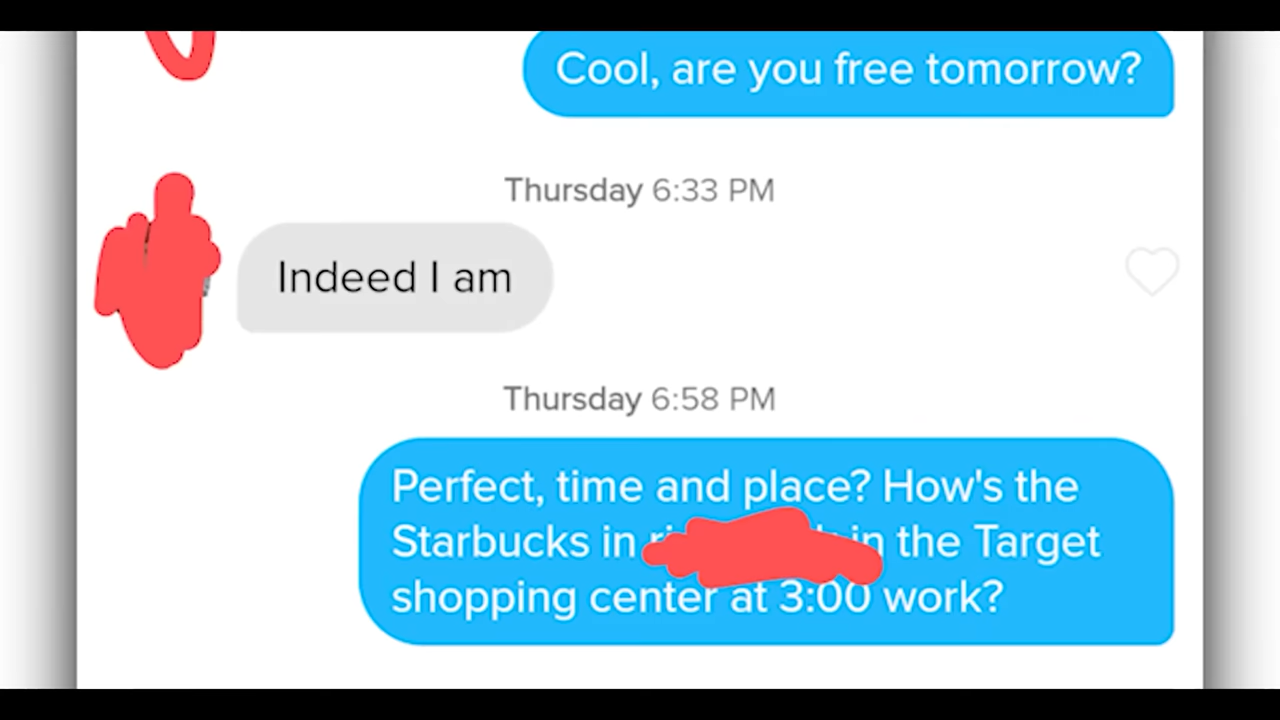 Cool, are you free tomorrow?
Thursday 6:33 PM
Indeed I am
Thursday 6:58 PM
Perfect, time and place? How's the
Starbucks in in the Target
shopping center at 3:00 work?